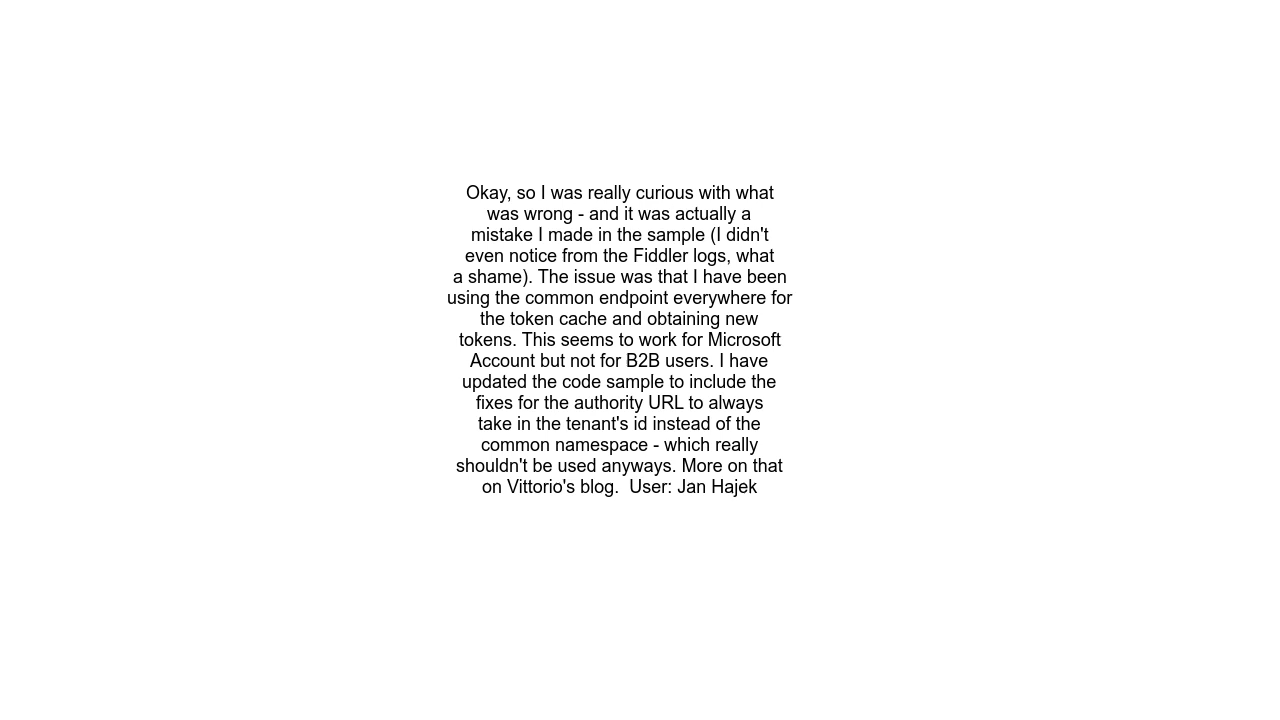 Okay, so I was really curious with what
was wrong - and it was actually a
mistake I made in the sample (I didn't
even notice from the Fiddler logs, what
a shame). The issue was that I have been
using the common endpoint everywhere for
the token cache and obtaining new
tokens. This seems to work for Microsoft
Account but not for B2B users. I have
updated the code sample to include the
fixes for the authority URL to always
take in the tenant's id instead of the
common namespace - which really
shouldn't be used anyways. More on that
on Vittorio's blog.  User: Jan Hajek